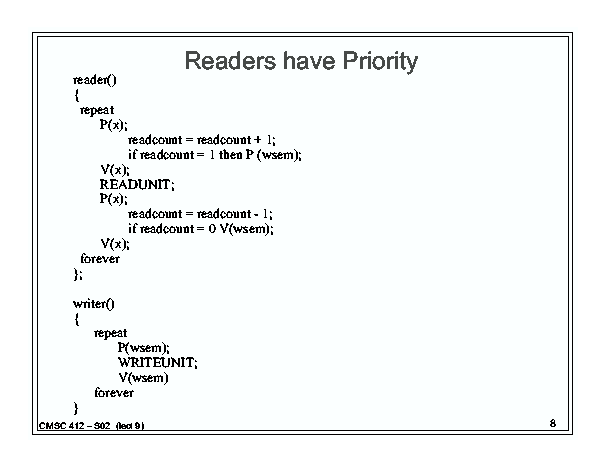 Readers have Priority
reader()
{
repeat
P(x);
readcount = readcount + 1;
if readcount = 1 then P (wsem);
V(x);
READUNIT;
P(x);
readcount = readcount - 1;
if readcount = 0 V(wsem);
V(x);
forever
};
writer()
{
repeat
P(wsem);
WRITEUNIT;
V(wsem)
forever
}
CMSC 412 – S02 (lect 9)
8